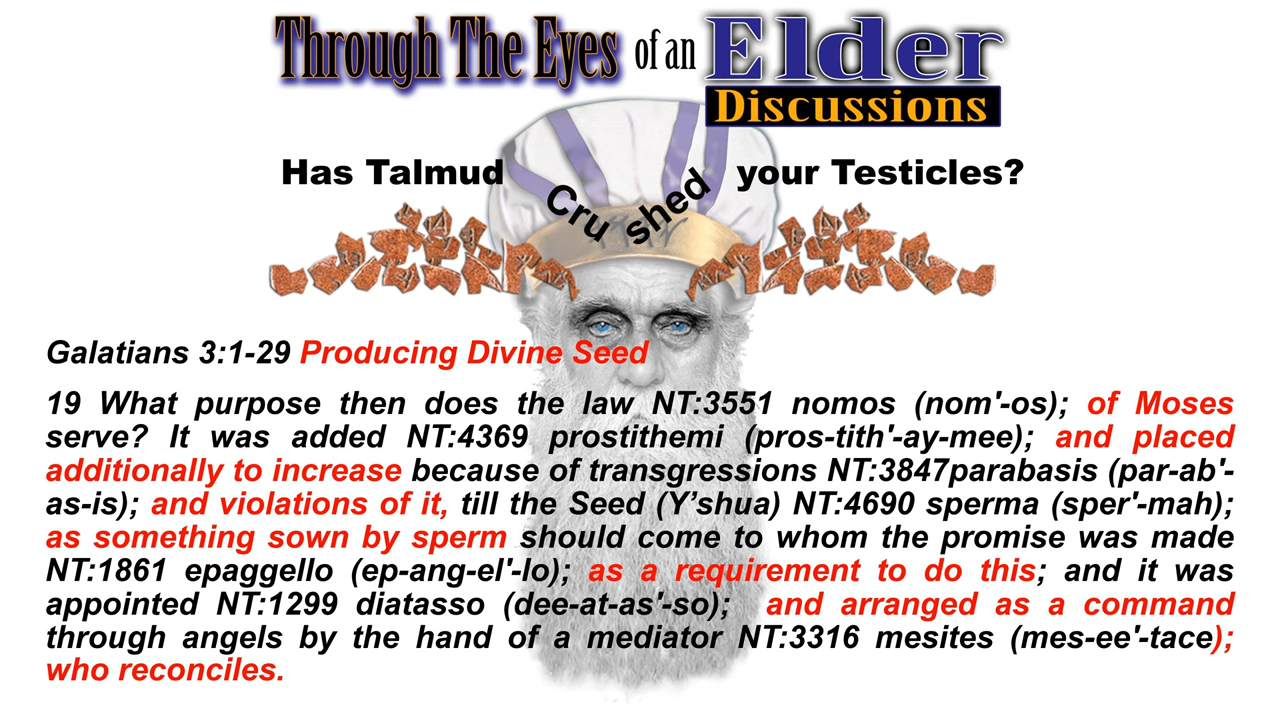 Through The Eyes of an Elder
Discussions
Has Talmud Crushed your Testicles?
Galatians 3:1-29 Producing Divine Seed
19 What purpose then does the law NT:3551 nomos (nom'-os); of Moses
serve? It was added NT:4369 prostithemi (pros-tith'-ay-mee); and placed
additionally to increase because of transgressions NT:3847parabasis (par-ab'-
as-is); and violations of it, till the Seed (Y’shua) NT:4690 sperma (sper'-mah);
as something sown by sperm should come to whom the promise was made
NT:1861 epaggello (ep-ang-el'-lo); as a requirement to do this; and it was
appointed NT:1299 diatasso (dee-at-as'-so); and arranged as a command
through angels by the hand of a mediator NT:3316 mesites (mes-ee'-tace);
who reconciles.